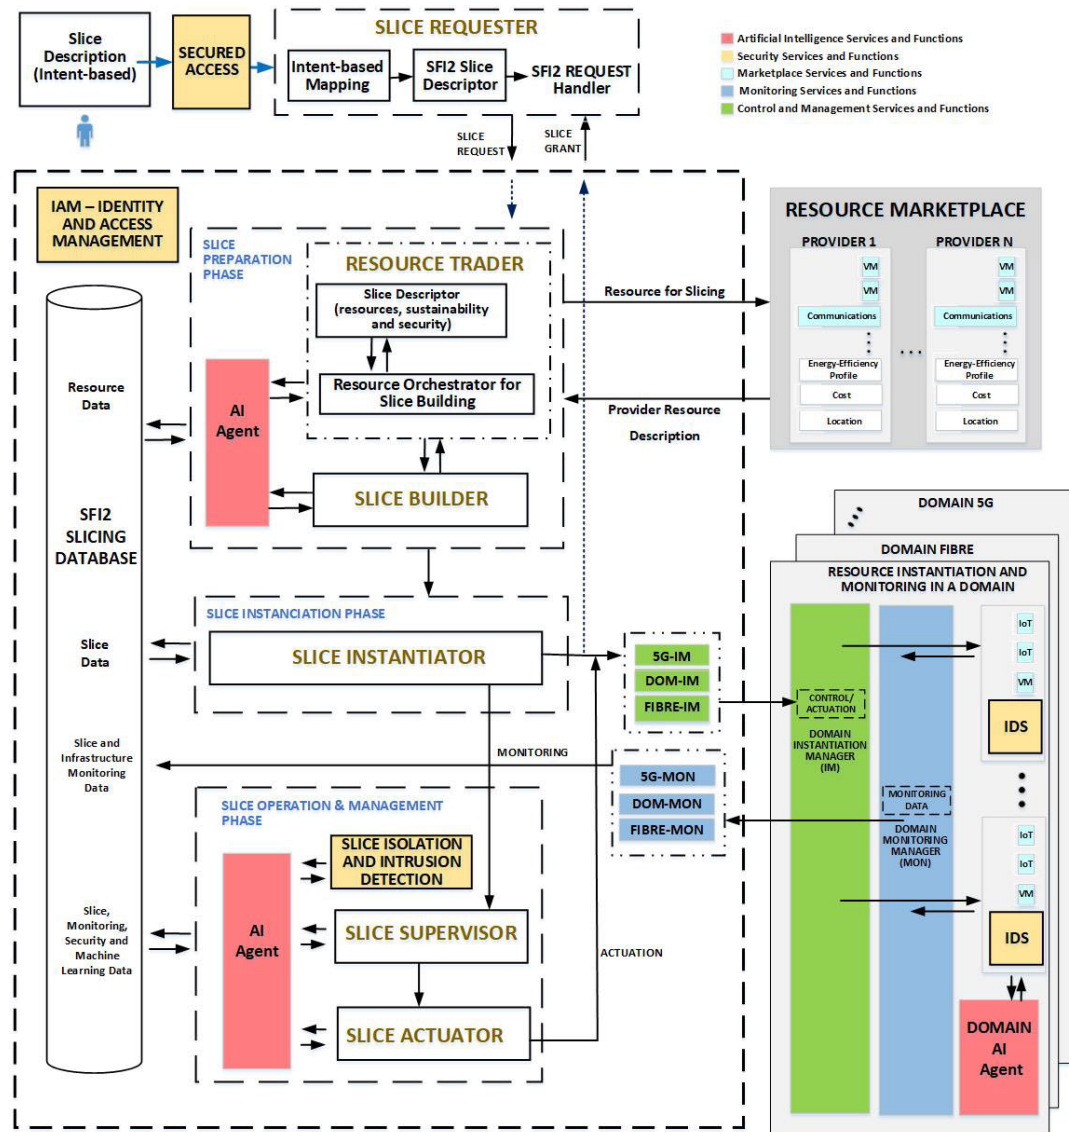 Slice
Description
(Intent-based)
SECURED
ACCESS
SLICE REQUESTER
Intent-based
Mapping
SFI2 Slice
Descriptor
SFI2 REQUEST
Handler
Artificial Intelligence Services and Functions
Security Services and Functions
Marketplace Services and Functions
Monitoring Services and Functions
Control and Management Services and Functions
SLICE
REQUEST
SLICE
GRANT
IAM – IDENTITY
AND ACCESS
MANAGEMENT
SLICE
PREPARATION
PHASE
RESOURCE TRADER
Slice Descriptor
(resources, sustainability
and security)
Resource Orchestrator for
Slice Building
AI
Agent
SLICE BUILDER
Resource for Slicing
Provider Resource
Description
RESOURCE MARKETPLACE
PROVIDER 1
VM
VM
Communications
Energy-Efficiency
Profile
Cost
Location
...
PROVIDER N
VM
VM
Communications
Energy-Efficiency
Profile
Cost
Location
Resource
Data
SFI2
SLICING
DATABASE
Slice
Data
Slice and
Infrastructure
Monitoring
Data
Slice,
Monitoring,
Security and
Machine
Learning Data
SLICE INSTANCIATION PHASE
SLICE INSTANTIATOR
5G-IM
DOM-IM
FIBRE-IM
MONITORING
5G-MON
DOM-MON
FIBRE-MON
SLICE OPERATION & MANAGEMENT
PHASE
SLICE ISOLATION
AND INTRUSION
DETECTION
AI
Agent
SLICE SUPERVISOR
SLICE ACTUATOR
ACTUATION
DOMAIN 5G
DOMAIN FIBRE
RESOURCE INSTANTIATION AND
MONITORING IN A DOMAIN
CONTROL/
ACTUATION
DOMAIN
INSTANTIATION
MANAGER
(IM)
MONITORING
DATA
DOMAIN
MONITORING
MANAGER
(MON)
IoT
IoT
VM
IDS
IoT
IoT
VM
IDS
DOMAIN
AI
Agent